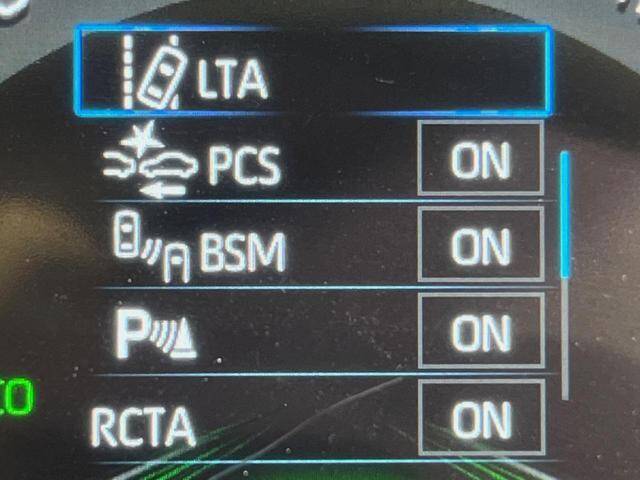 LTA
PCS ON
BSM ON
P ON
RCTA ON